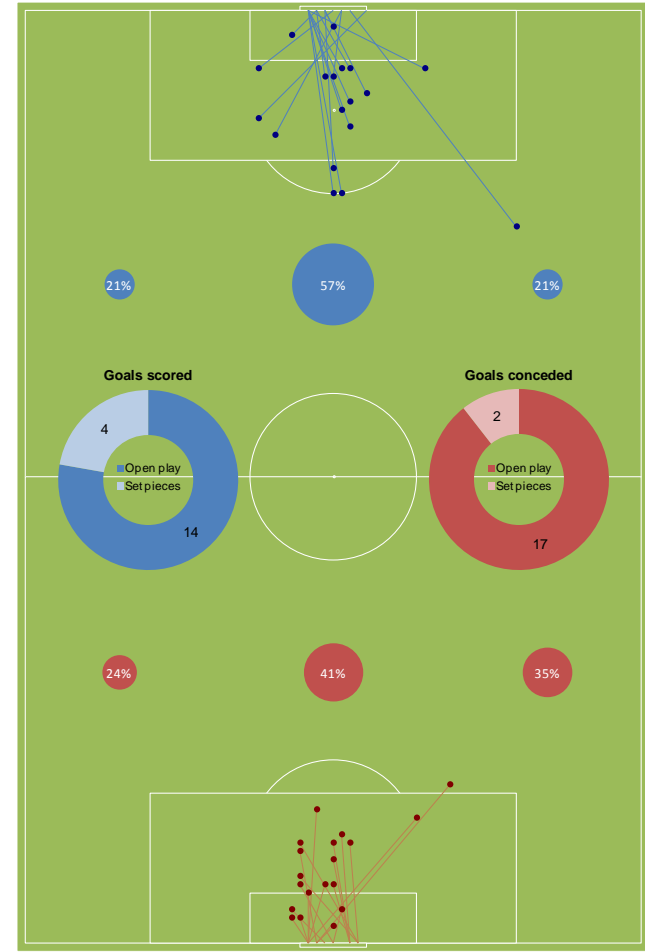 21%
57%
21%
Goals scored
Goals conceded
4
2
Open play
Set pieces
Open play
Set pieces
14
17
24%
41%
35%